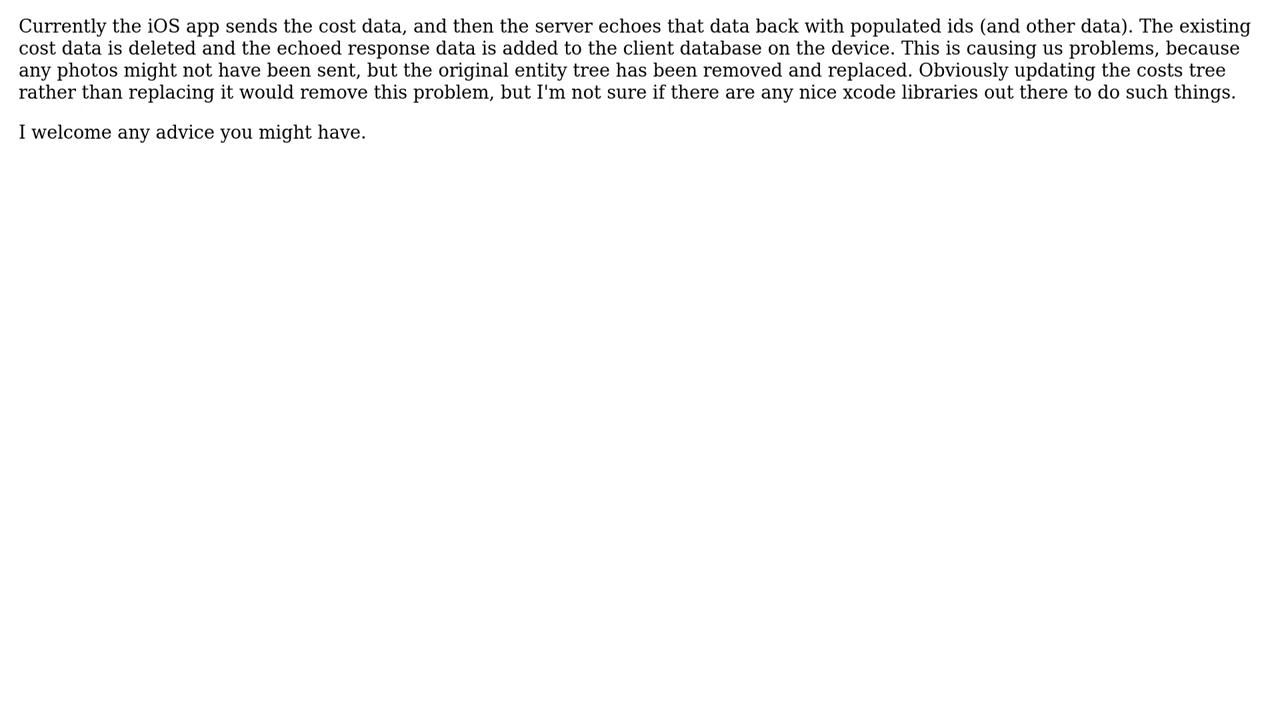 Currently the iOS app sends the cost data, and then the server echoes that data back with populated ids (and other data). The existing
cost data is deleted and the echoed response data is added to the client database on the device. This is causing us problems, because
any photos might not have been sent, but the original entity tree has been removed and replaced. Obviously updating the costs tree
rather than replacing it would remove this problem, but I'm not sure if there are any nice xcode libraries out there to do such things.
I welcome any advice you might have.